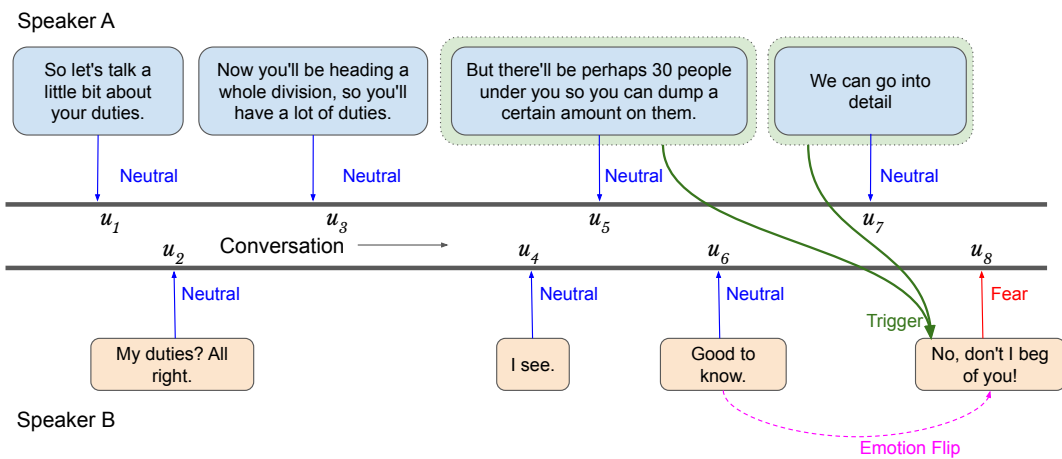 Speaker A
So let's talk a
little bit about
your duties.
Now you'll be heading a
whole division, so you'll
have a lot of duties.
But there'll be perhaps 30 people
under you so you can dump a
certain amount on them.
We can go into
detail
Neutral
Neutral
Neutral
Neutral
u1
u3
u5
u7
Conversation
u2
u4
u6
u8
Neutral
Neutral
Neutral
Fear
Trigger
My duties? All
right.
I see.
Good to
know.
No, don't I beg
of you!
Speaker B
Emotion Flip